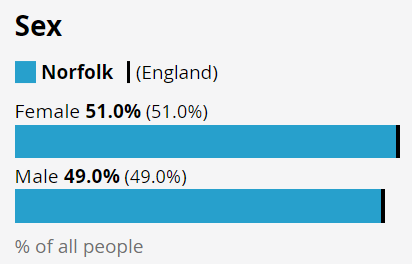 Sex
Norfolk (England)
Female 51.0% (51.0%)
Male 49.0% (49.0%)
% of all people